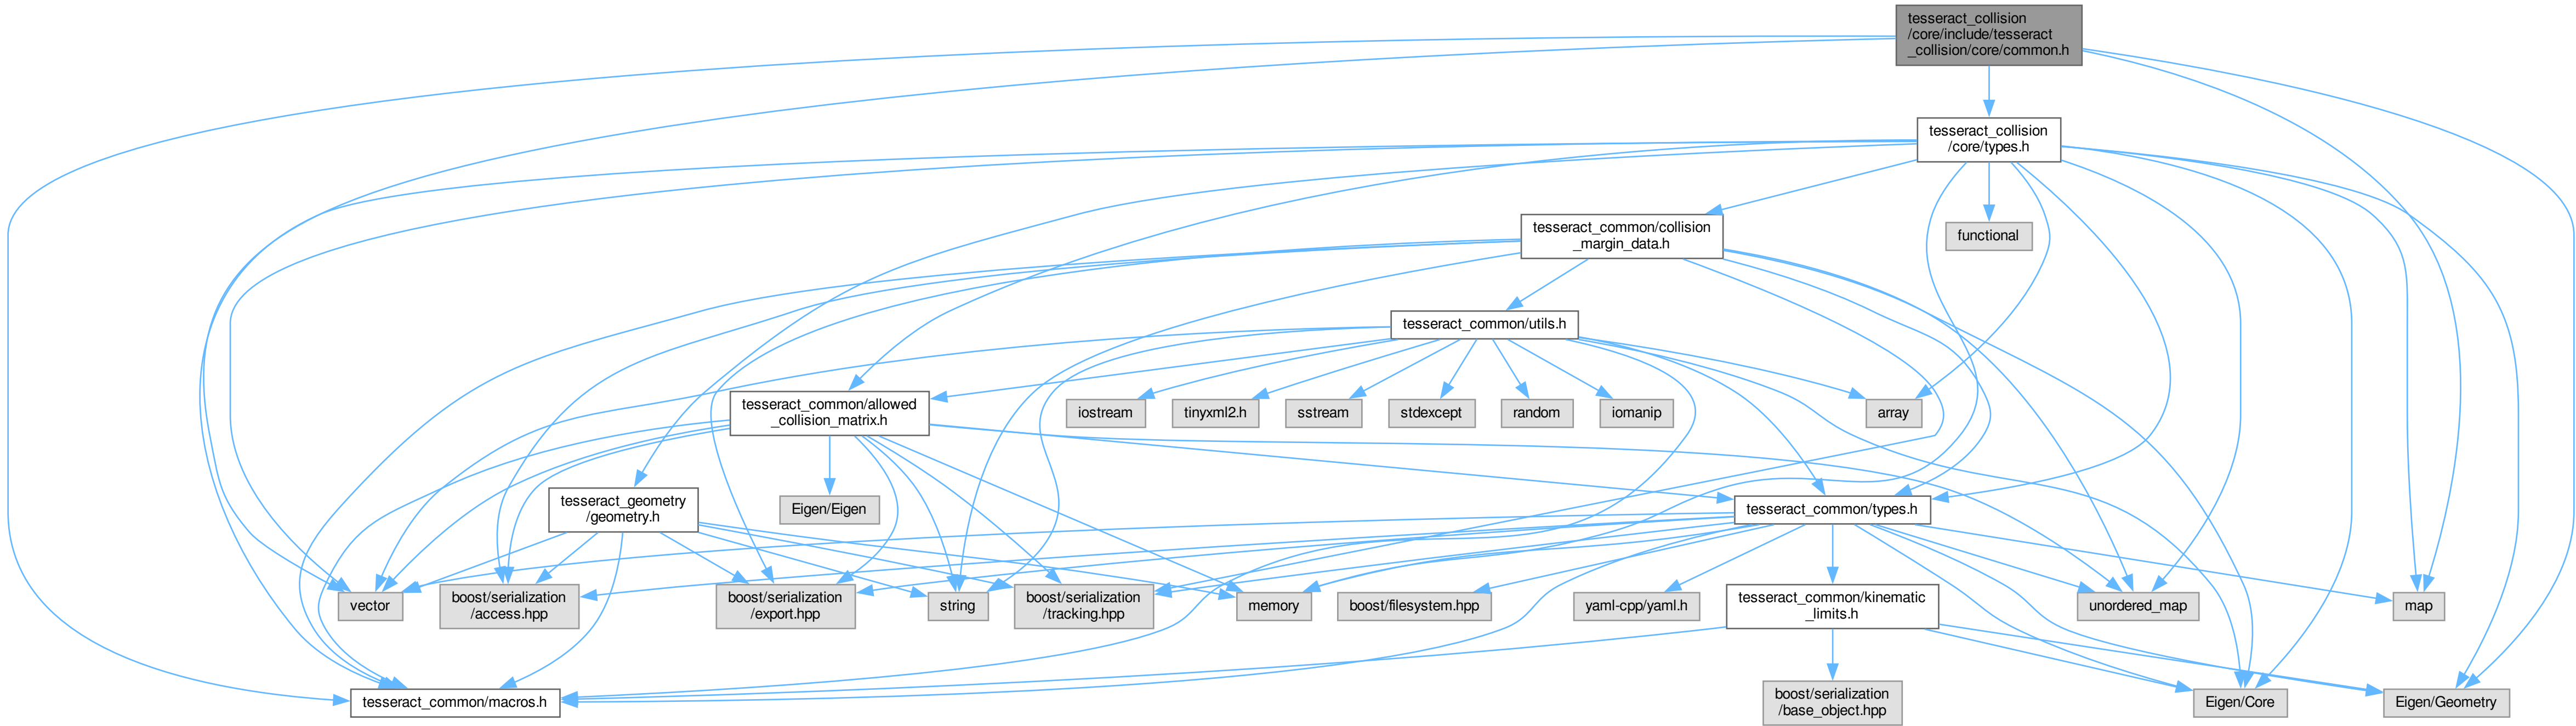 tesseract_collision
/core/include/tesseract
_collision/core/common.h
tesseract_collision
/core/types.h
tesseract_common/collision
_margin_data.h
functional
tesseract_common/utils.h
tesseract_common/allowed
_collision_matrix.h
iostream
tinyxml2.h
sstream
stdexcept
random
iomanip
array
tesseract_geometry
/geometry.h
Eigen/Eigen
tesseract_common/types.h
vector
boost/serialization
/access.hpp
boost/serialization
/export.hpp
string
boost/serialization
/tracking.hpp
memory
boost/filesystem.hpp
yaml-cpp/yaml.h
tesseract_common/kinematic
_limits.h
unordered_map
map
tesseract_common/macros.h
boost/serialization
/base_object.hpp
Eigen/Core
Eigen/Geometry